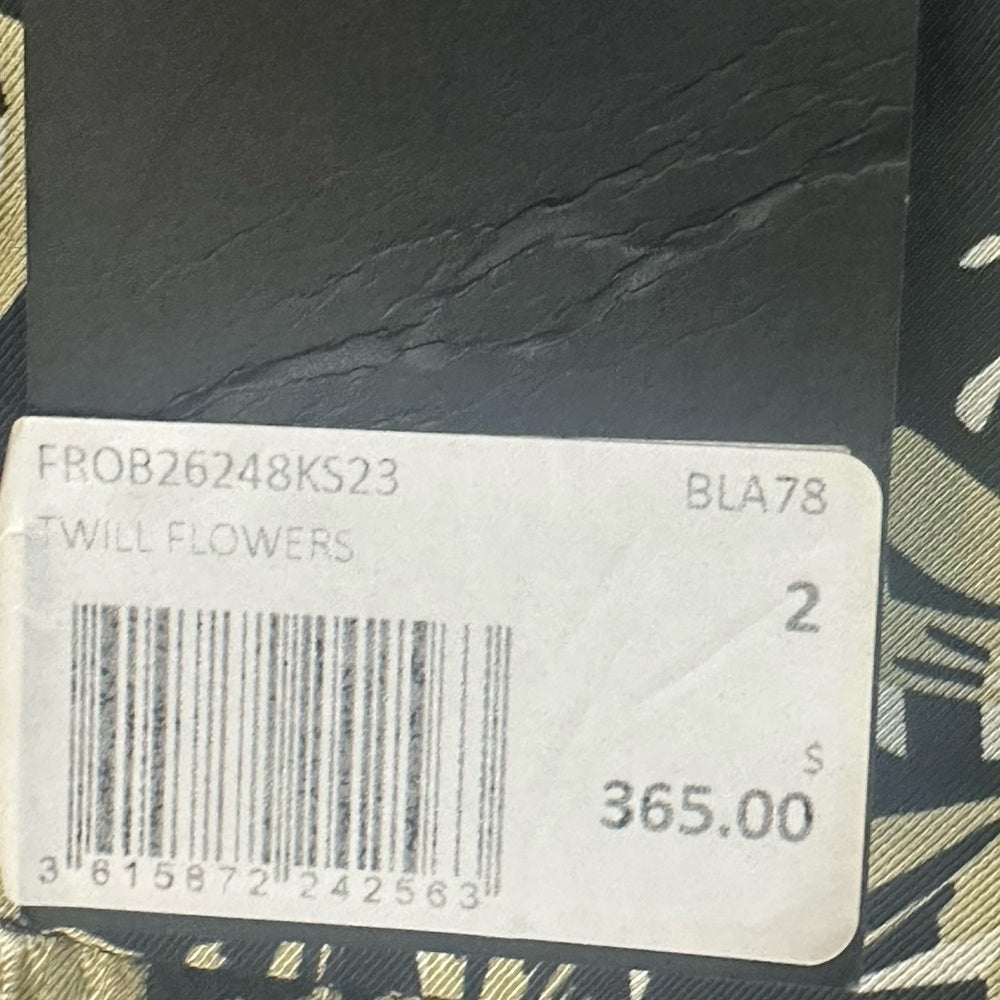 FROB26248KS23
BLA78
TWILL FLOWERS
2
S
365.00
3 615872 242563